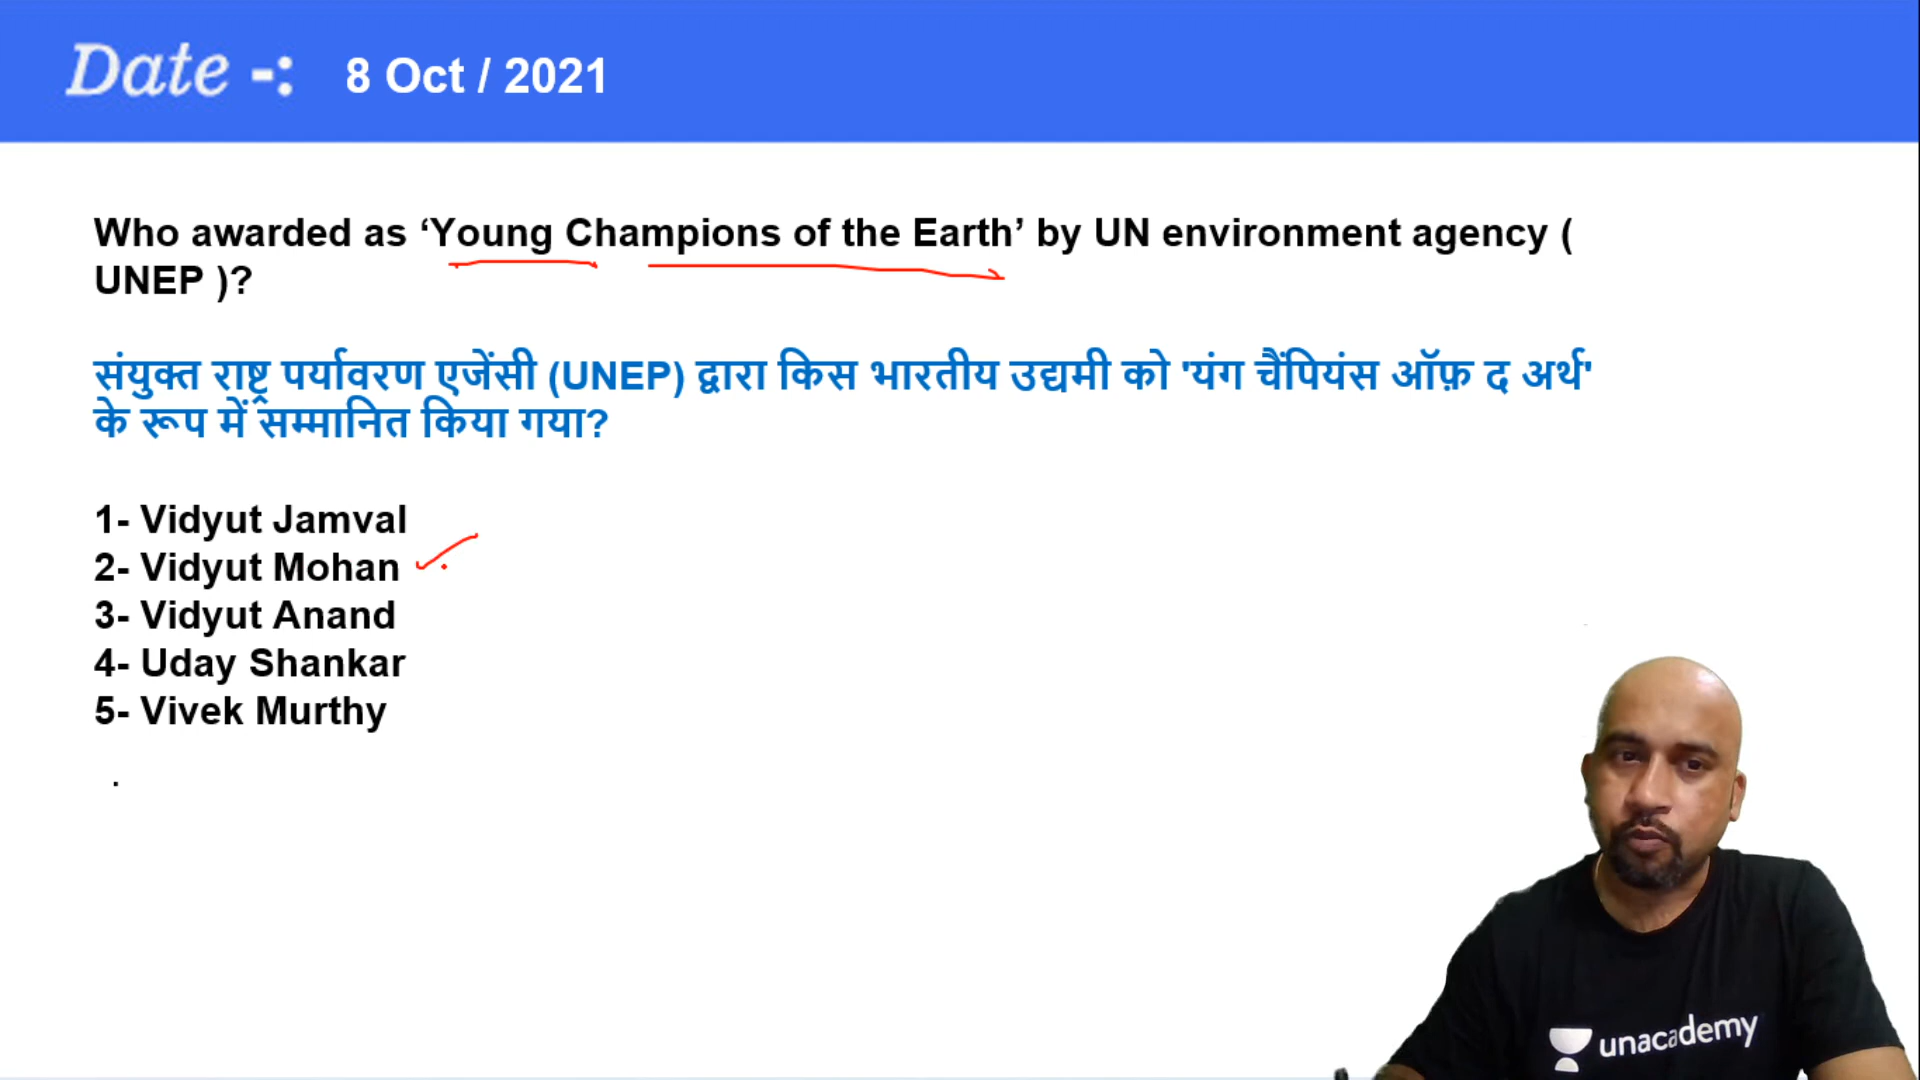 Date -: 8 Oct / 2021
Who awarded as ‘Young Champions of the Earth’ by UN environment agency (
UNEP )?
संयुक्त राष्ट्र पर्यावरण एजेंसी (UNEP) द्वारा किस भारतीय उद्यमी को 'यंग चैंपियंस ऑफ़ द अर्थ'
के रूप में सम्मानित किया गया?
1- Vidyut Jamval
2- Vidyut Mohan
3- Vidyut Anand
4- Uday Shankar
5- Vivek Murthy
.
unacademy